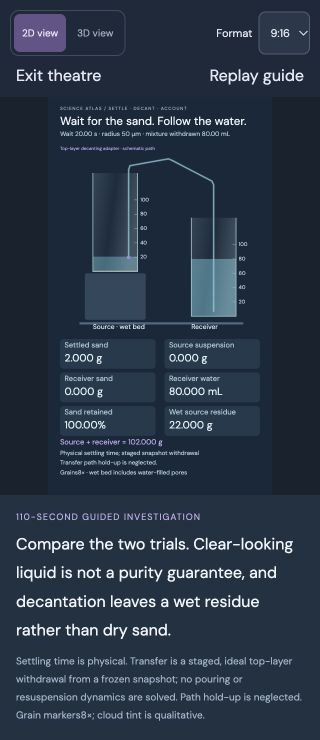 2D view
3D view
Format
9:16
Exit theatre
Replay guide
SCIENCE ATLAS / SETTLE · DECANT · ACCOUNT
Wait for the sand. Follow the water.
Wait 20.00 s · radius 50 µm · mixture withdrawn 80.00 mL
Top-layer decanting adapter · schematic path
100
80
60
40
20
100
80
60
40
20
Source · wet bed
Receiver
Settled sand
2.000 g
Source suspension
0.000 g
Receiver sand
0.000 g
Receiver water
80.000 mL
Sand retained
100.00%
Wet source residue
22.000 g
Source + receiver = 102.000 g
Physical settling time; staged snapshot withdrawal
Transfer path hold-up is neglected.
Grains8× · wet bed includes water-filled pores
110-SECOND GUIDED INVESTIGATION
Compare the two trials. Clear-looking
liquid is not a purity guarantee, and
decantation leaves a wet residue
rather than dry sand.
Settling time is physical. Transfer is a staged, ideal top-layer
withdrawal from a frozen snapshot; no pouring or
resuspension dynamics are solved. Path hold-up is neglected.
Grain markers8×; cloud tint is qualitative.